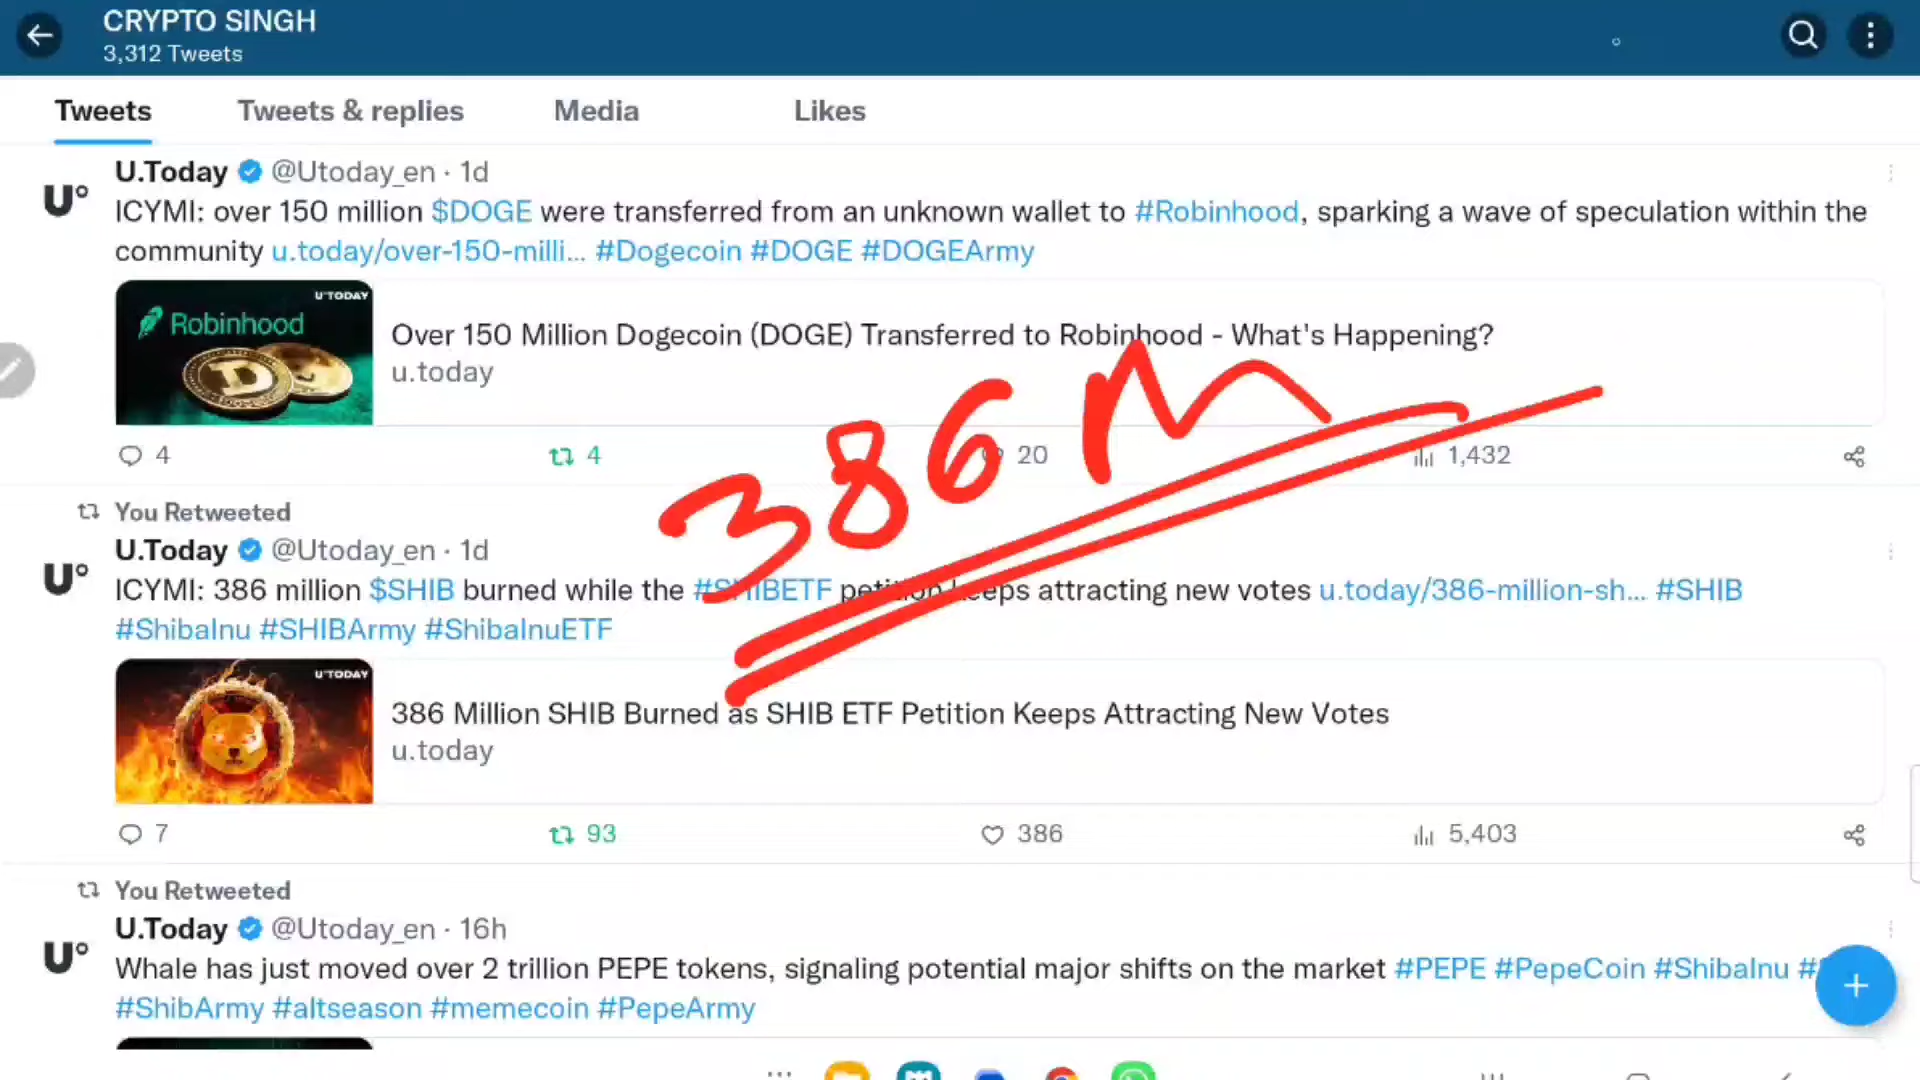 CRYPTO SINGH
3,312 Tweets
Tweets Tweets & replies Media Likes
U.Today @Utoday_en · 1d
ICYMI: over 150 million $DOGE were transferred from an unknown wallet to #Robinhood, sparking a wave of speculation within the
community u.today/over-150-milli... #Dogecoin #DOGE #DOGEArmy
U°
U°TODAY
Robinhood
Over 150 Million Dogecoin (DOGE) Transferred to Robinhood - What's Happening?
u.today
386 M
4 4 20 1,432
You Retweeted
U.Today @Utoday_en · 1d
ICYMI: 386 million $SHIB burned while the #SHIBETF petition keeps attracting new votes u.today/386-million-sh... #SHIB
#ShibaInu #SHIBArmy #ShibaInuETF
U°
U°TODAY
386 Million SHIB Burned as SHIB ETF Petition Keeps Attracting New Votes
u.today
7 93 386 5,403
You Retweeted
U.Today @Utoday_en · 16h
Whale has just moved over 2 trillion PEPE tokens, signaling potential major shifts on the market #PEPE #PepeCoin #ShibaInu
#ShibArmy #altseason #memecoin #PepeArmy
U°